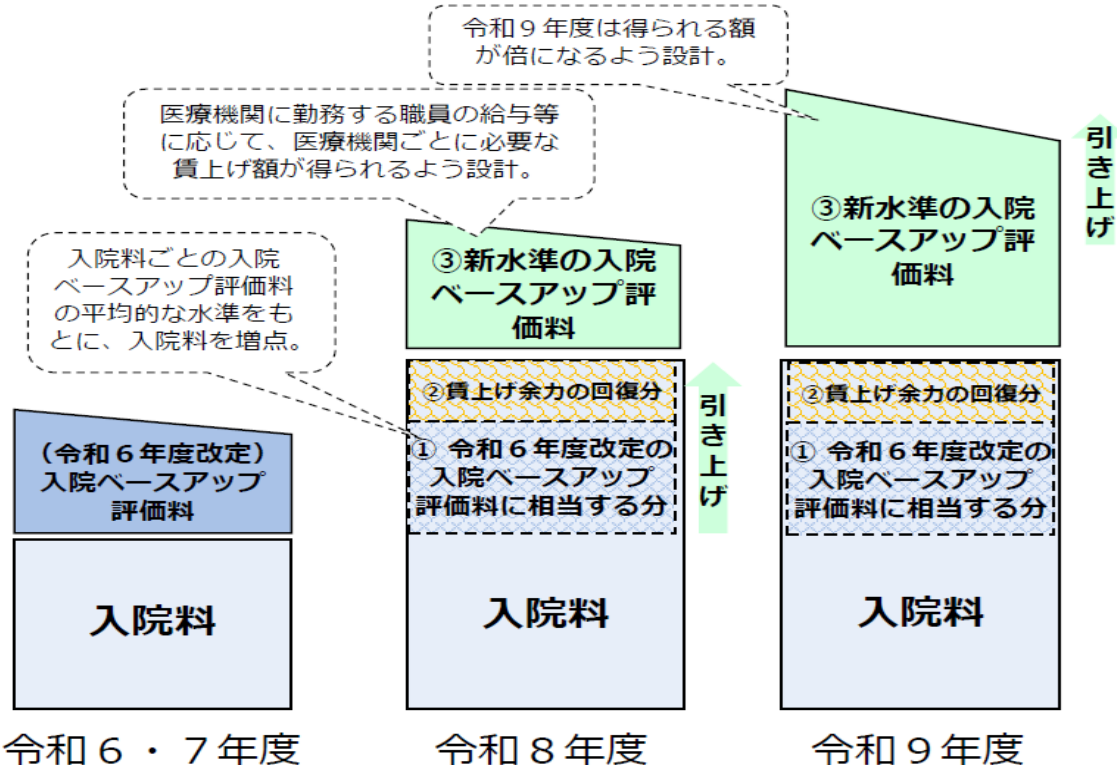 令和９年度は得られる額
が倍になるよう設計。
医療機関に勤務する職員の給与等
に応じて、医療機関ごとに必要な
賃上げ額が得られるよう設計。
入院料ごとの入院
ベースアップ評価料
の平均的な水準をも
とに、入院料を増点。
（令和６年度改定）
入院ベースアップ
評価料
入院料
令和６・７年度
③新水準の入院
ベースアップ評
価料
②賃上げ余力の回復分
① 令和６年度改定の
入院ベースアップ
評価料に相当する分
入院料
引き上げ
令和８年度
③新水準の入院
ベースアップ評
価料
②賃上げ余力の回復分
① 令和６年度改定の
入院ベースアップ
評価料に相当する分
入院料
引き上げ
令和９年度